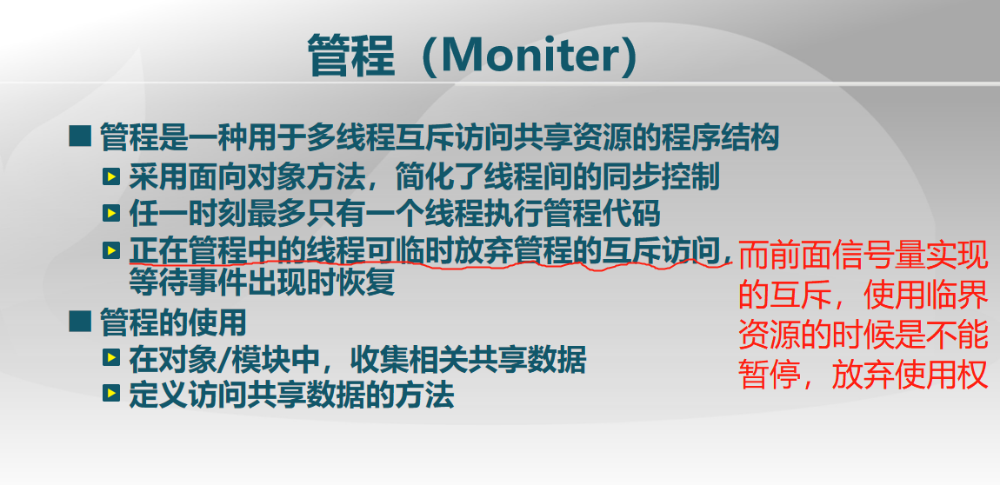 管程（Moniter）
管程是一种用于多线程互斥访问共享资源的程序结构
采用面向对象方法，简化了线程间的同步控制
任一时刻最多只有一个线程执行管程代码
正在管程中的线程可临时放弃管程的互斥访问，
等待事件出现时恢复
管程的使用
在对象/模块中，收集相关共享数据
定义访问共享数据的方法
而前面信号量实现
的互斥，使用临界
资源的时候是不能
暂停，放弃使用权